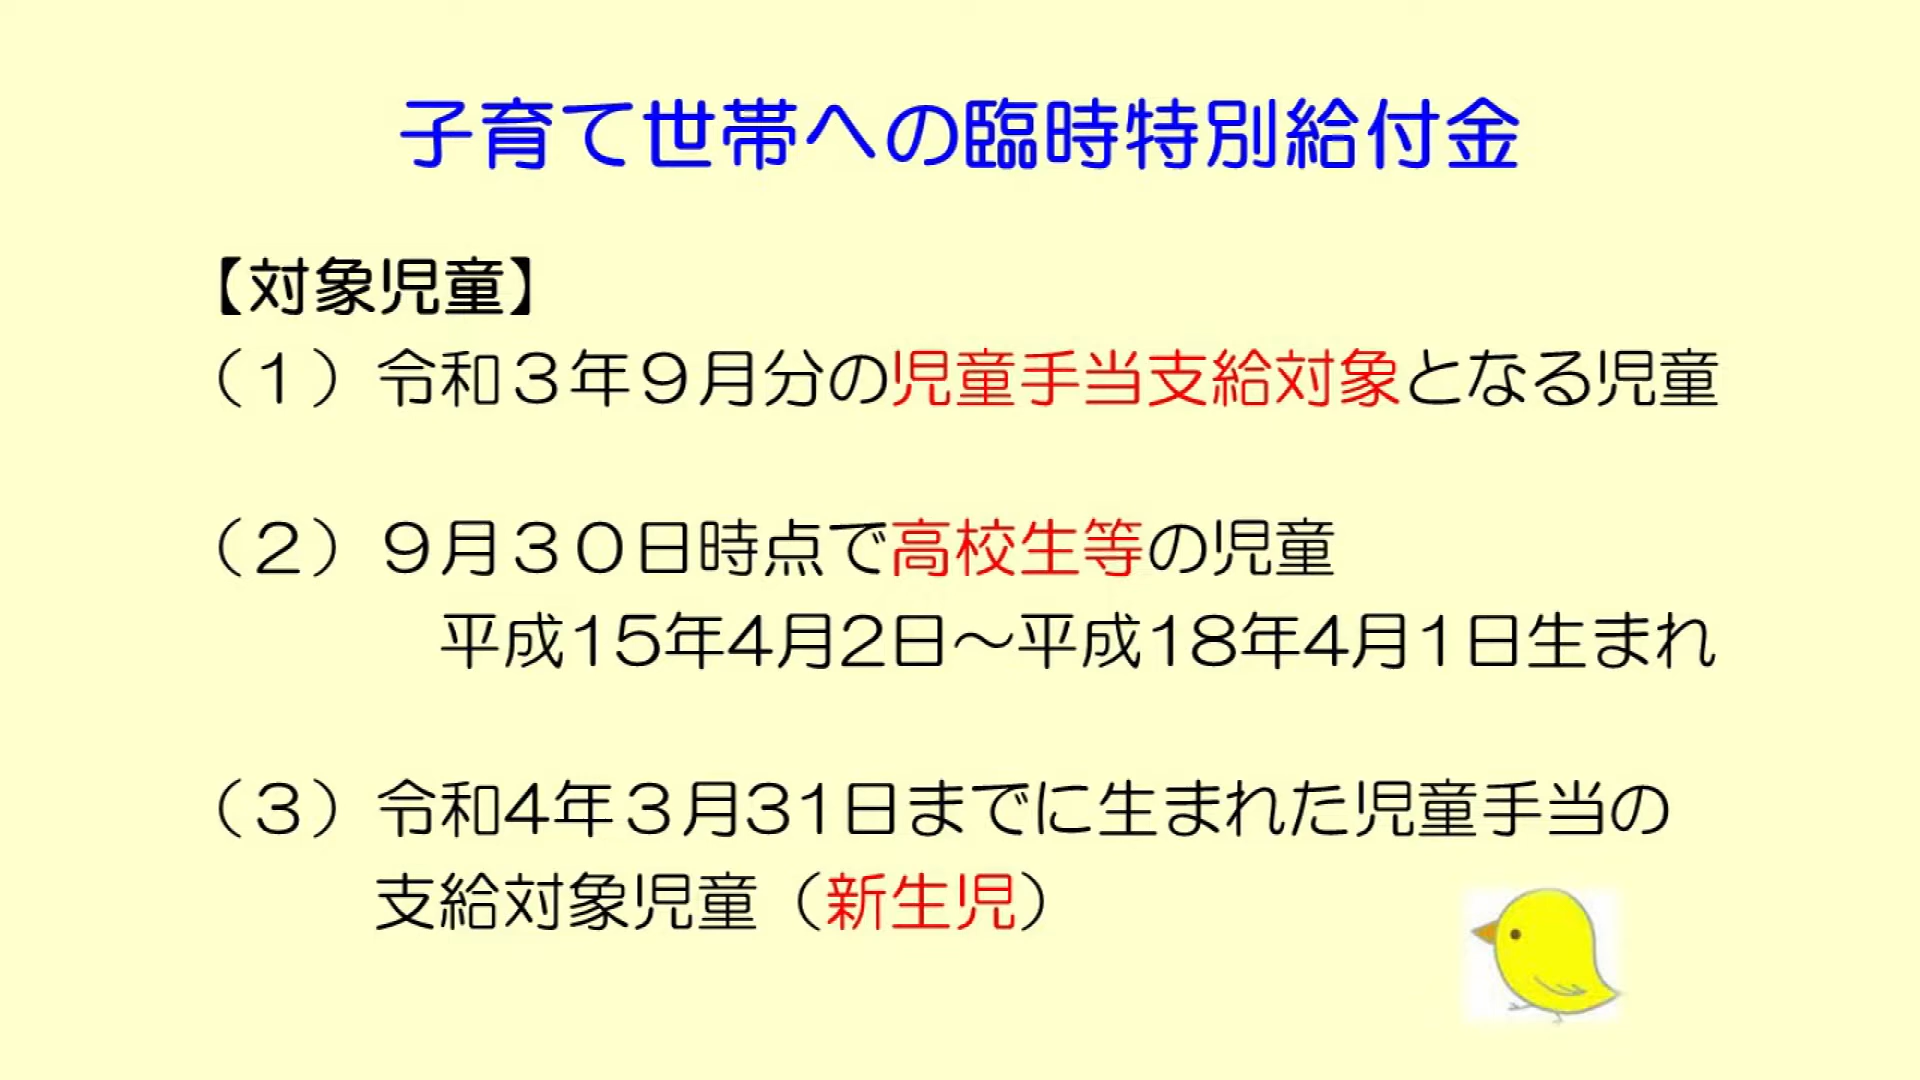 子育て世帯への臨時特別給付金
【対象児童】
（１）令和３年９月分の児童手当支給対象となる児童
（２）９月３０日時点で高校生等の児童
平成15年4月2日～平成18年4月1日生まれ
（３）令和4年３月31日までに生まれた児童手当の
支給対象児童（新生児）